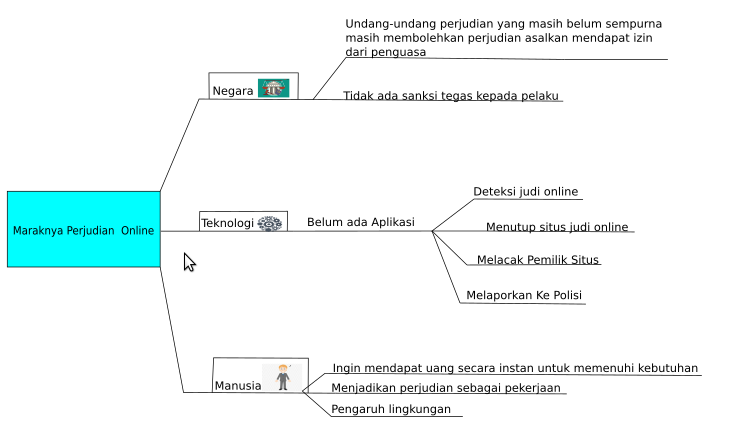 Undang-undang perjudian yang masih belum sempurna
masih membolehkan perjudian asalkan mendapat izin
dari penguasa
Negara
Tidak ada sanksi tegas kepada pelaku
Deteksi judi online
Maraknya Perjudian  Online
Teknologi
Belum ada Aplikasi
Menutup situs judi online
Melacak Pemilik Situs
Melaporkan Ke Polisi
Manusia
Ingin mendapat uang secara instan untuk memenuhi kebutuhan
Menjadikan perjudian sebagai pekerjaan
Pengaruh lingkungan